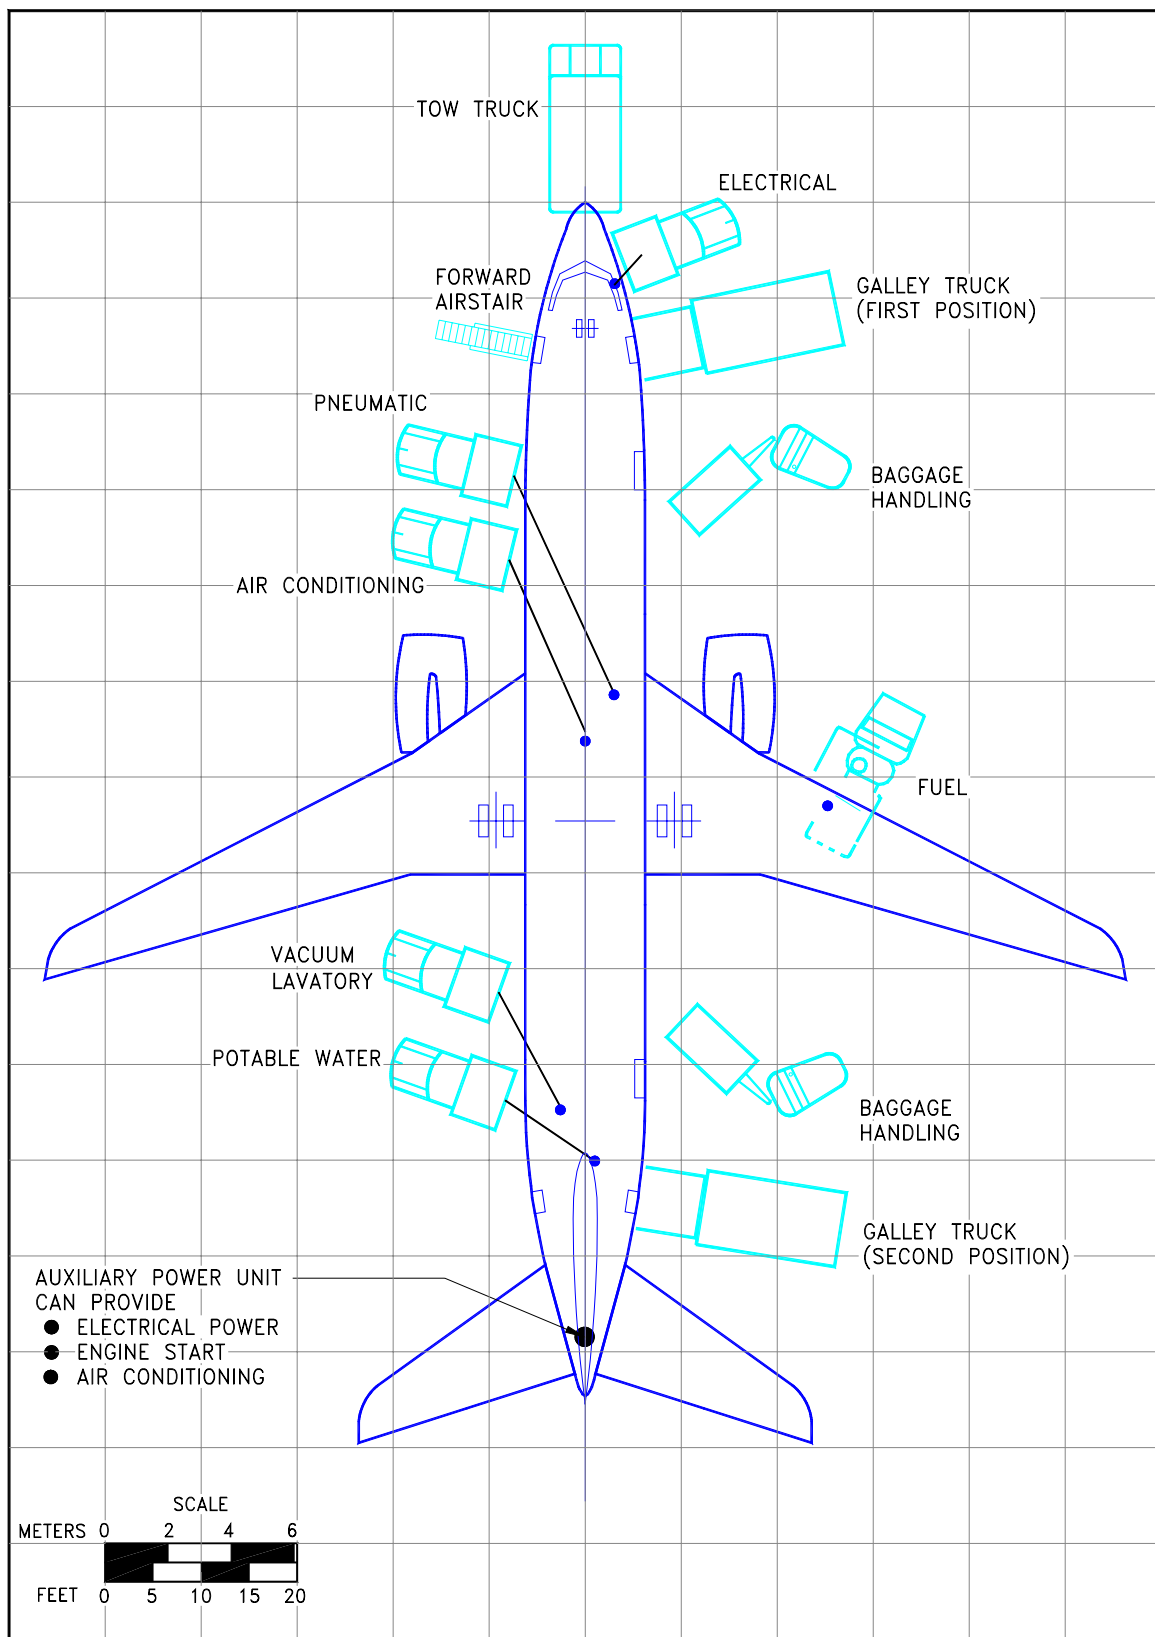 TOW TRUCK
ELECTRICAL
FORWARD
AIRSTAIR
GALLEY TRUCK
(FIRST POSITION)
PNEUMATIC
BAGGAGE
HANDLING
AIR CONDITIONING
FUEL
VACUUM
LAVATORY
POTABLE WATER
BAGGAGE
HANDLING
GALLEY TRUCK
(SECOND POSITION)
AUXILIARY POWER UNIT
CAN PROVIDE
● ELECTRICAL POWER
● ENGINE START
● AIR CONDITIONING
SCALE
METERS 0 2 4 6
FEET 0 5 10 15 20